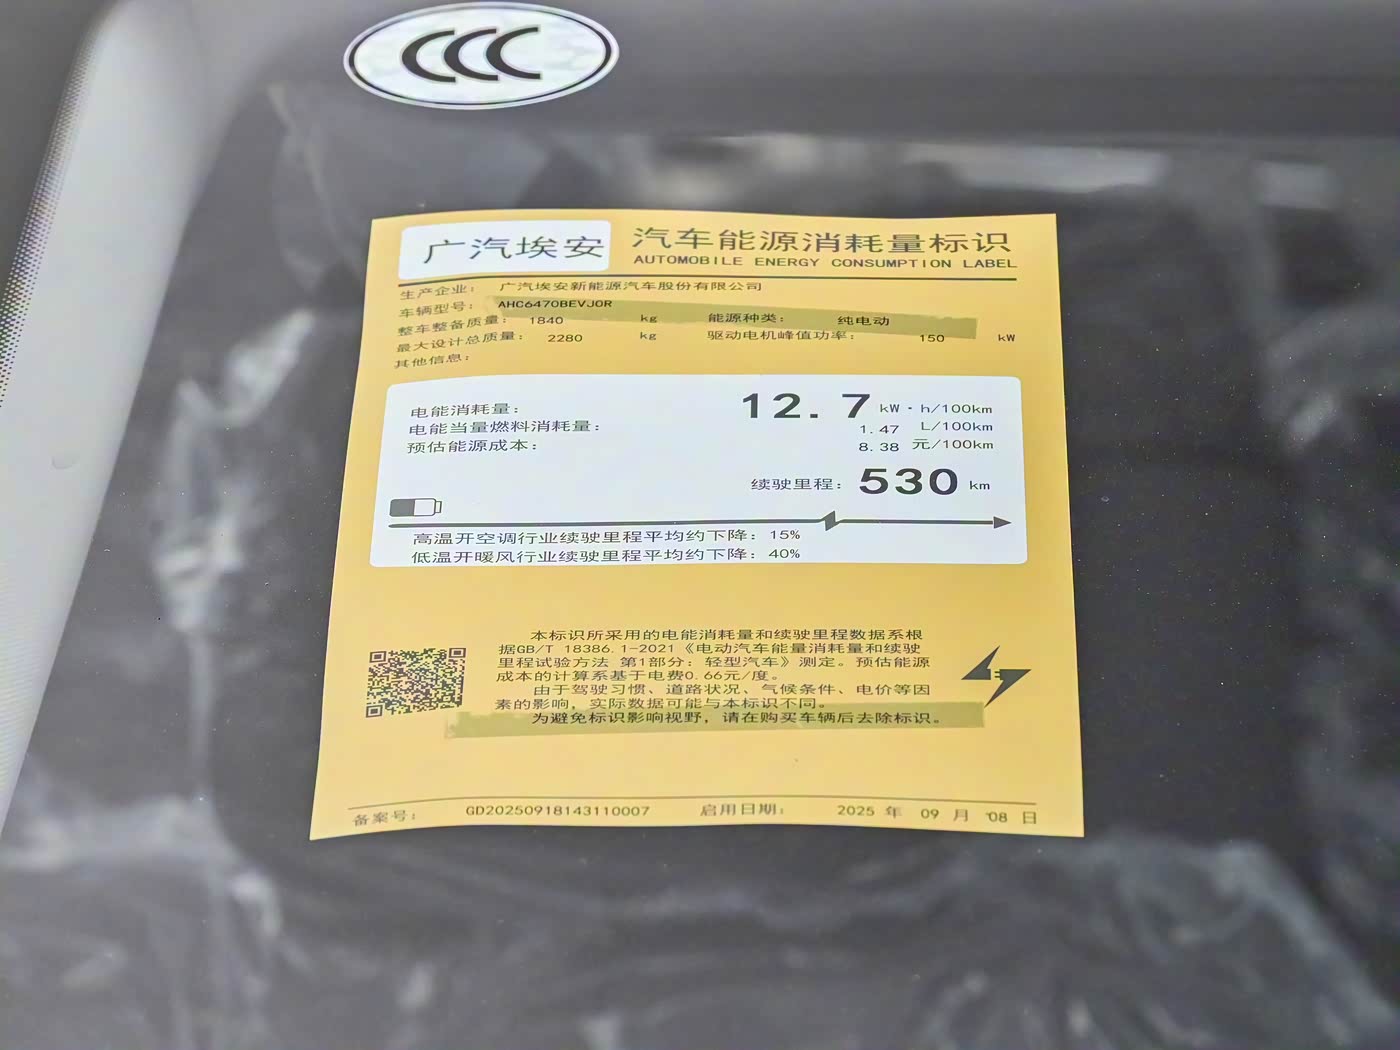 CCC
广汽埃安
汽车能源消耗量标识
AUTOMOBILE ENERGY CONSUMPTION LABEL
生产企业： 广汽埃安新能源汽车股份有限公司
车辆型号： AHC6470BEVJ0R
整车整备质量： 1840 kg 能源种类： 纯电动
最大设计总质量： 2280 kg 驱动电机峰值功率： 150 kW
其他信息：
电能消耗量： 12.7 kW·h/100km
电能当量燃料消耗量： 1.47 L/100km
预估能源成本： 8.38 元/100km
续驶里程： 530 km
高温开空调行业续驶里程平均约下降：15%
低温开暖风行业续驶里程平均约下降：40%
本标识所采用的电能消耗量和续驶里程数据系根
据GB/T 18386.1-2021《电动汽车能量消耗量和续驶
里程试验方法 第1部分：轻型汽车》测定。预估能源
成本的计算系基于电费0.66元/度。
由于驾驶习惯、道路状况、气候条件、电价等因
素的影响，实际数据可能与本标识不同。
为避免标识影响视野，请在购买车辆后去除标识。
备案号： GD20250918143110007 启用日期： 2025 年 09 月 08 日